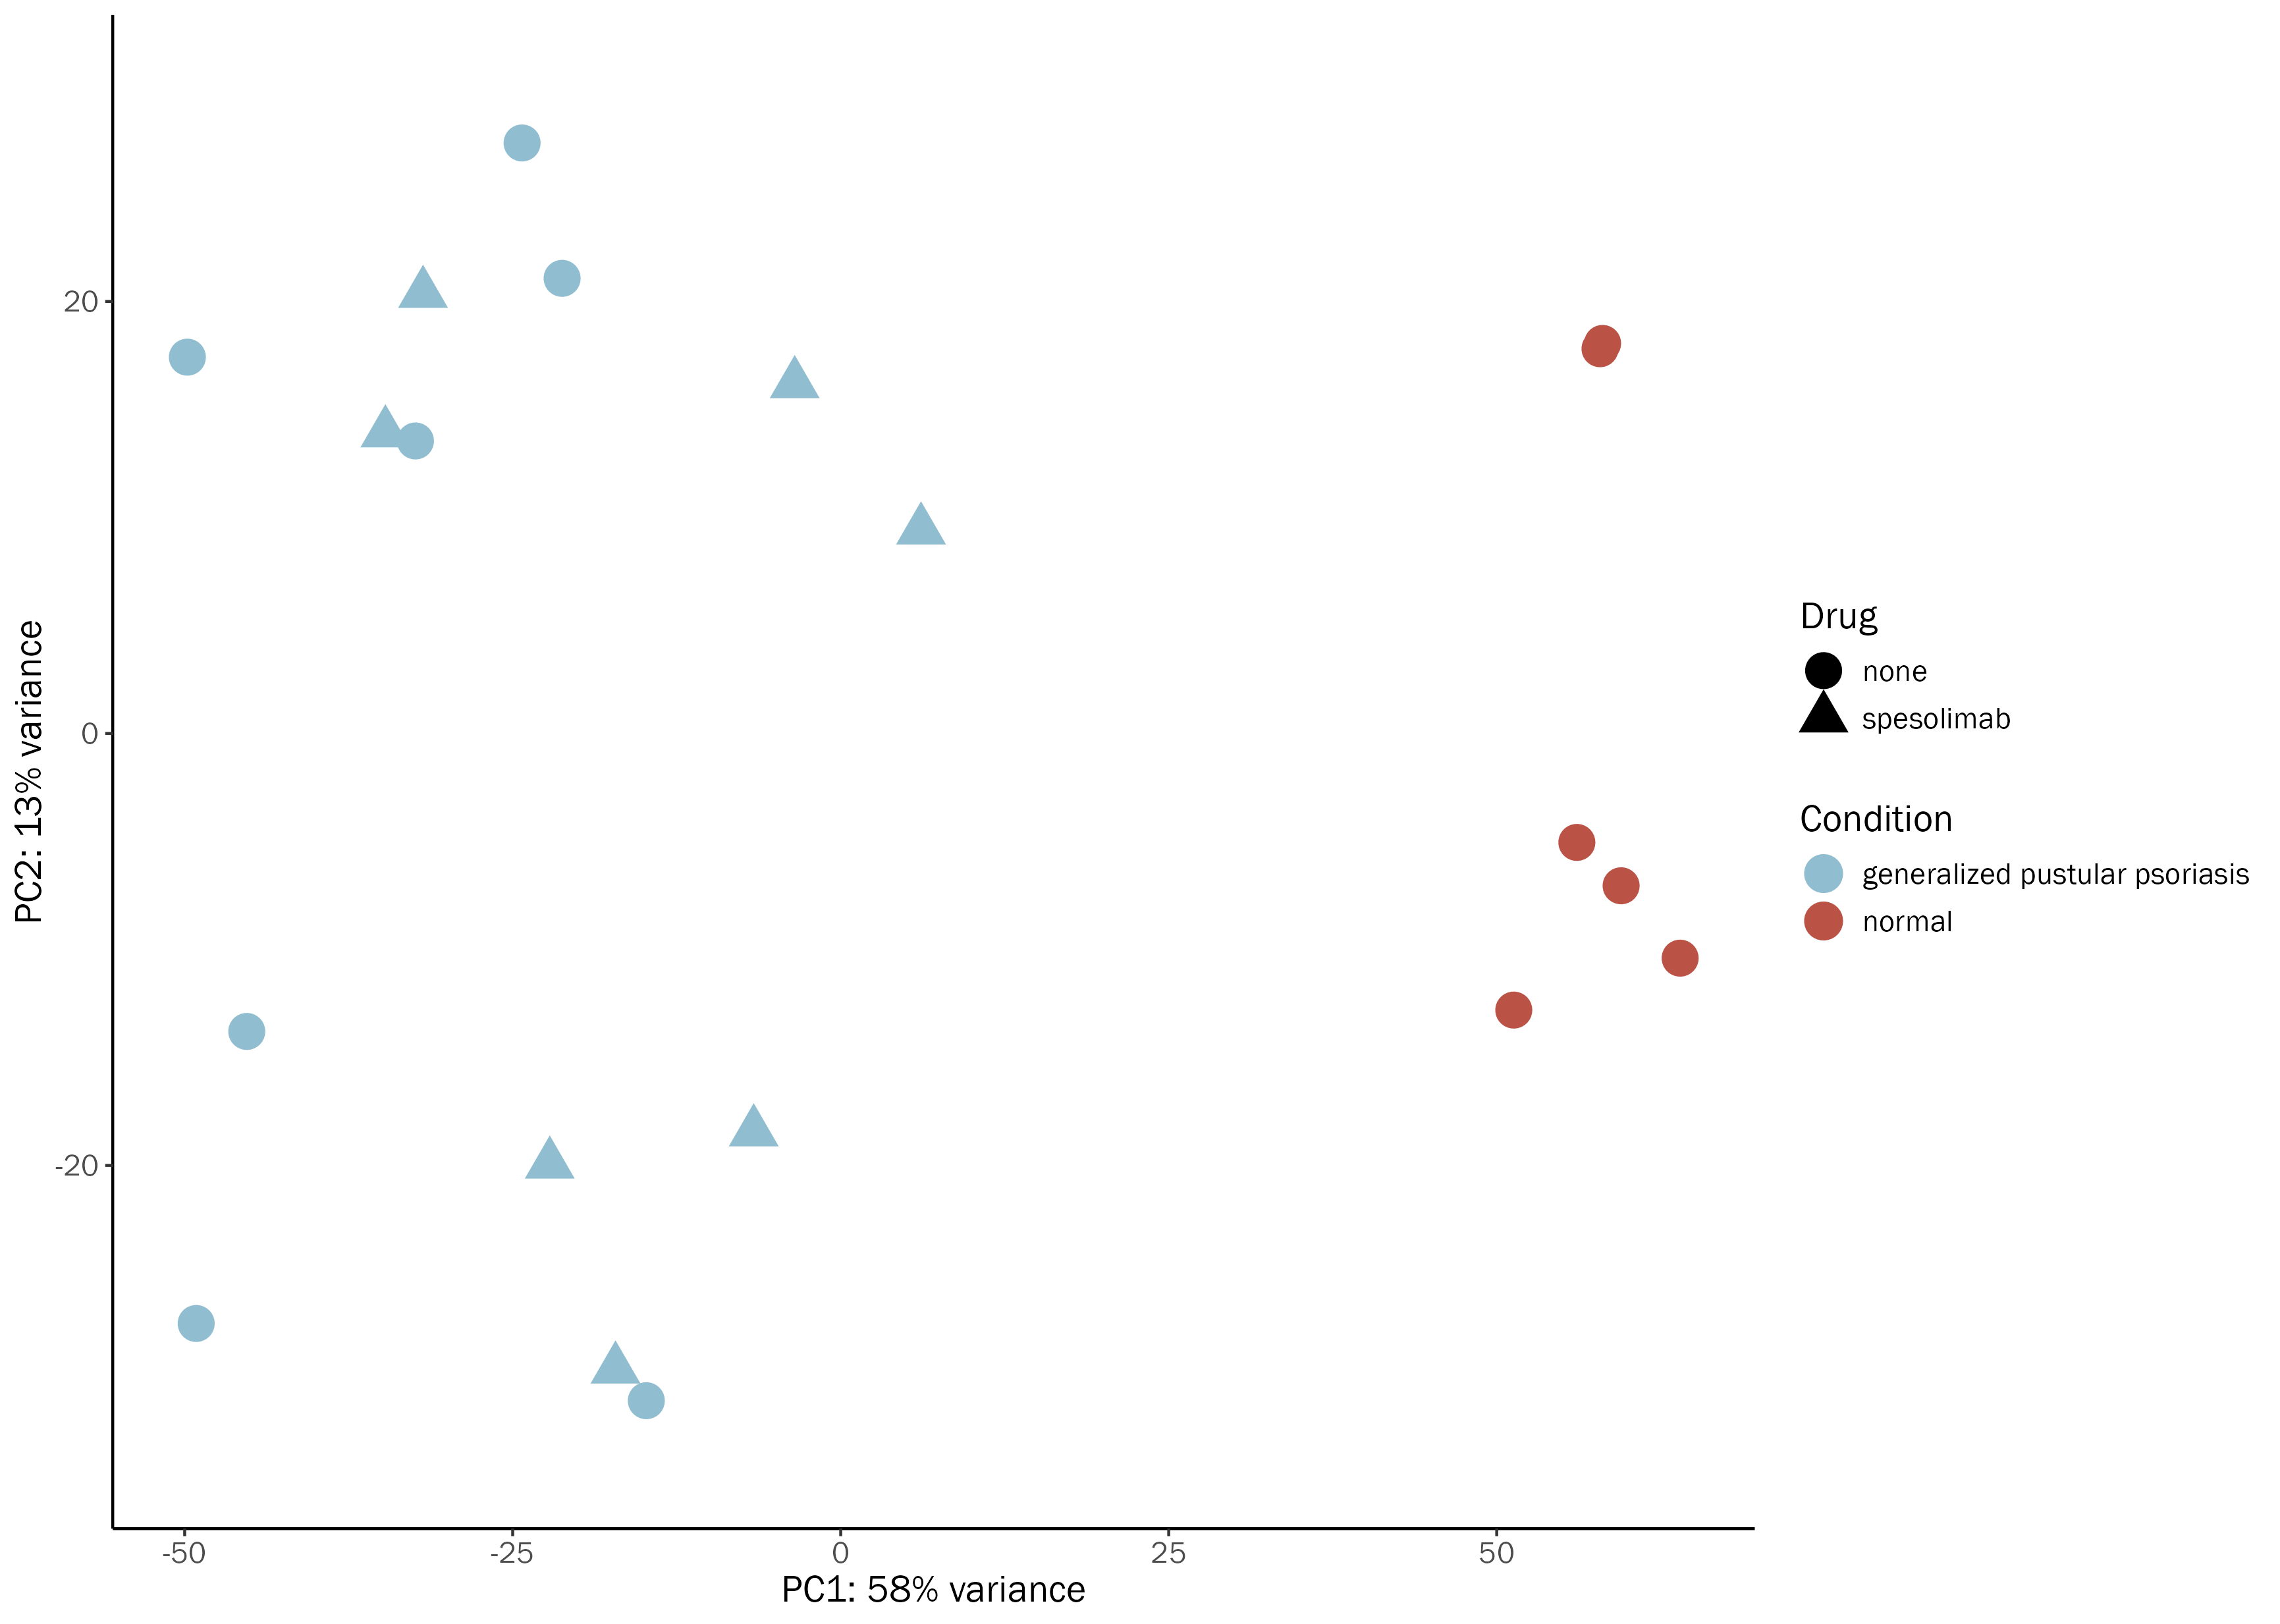 20
0
-20
PC2: 13% variance
-50
-25
0
25
50
PC1: 58% variance
Drug
none
spesolimab
Condition
generalized pustular psoriasis
normal